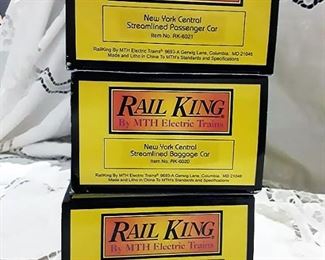 New York Central
Streamlined Passenger Car
Item No. RK-6021
RailKing By MTH Electric Trains® 9693-A Gerwig Lane, Columbia, MD 21046
Made and Litho in China To MTH's Standards and Specifications
RAIL KING
By MTH Electric Trains
New York Central
Streamlined Baggage Car
Item No. RK-6020
RailKing By MTH Electric Trains® 9693-A Gerwig Lane, Columbia, MD 21046
Made and Litho in China To MTH's Standards and Specifications
RAIL KING
By MTH Electric Trains